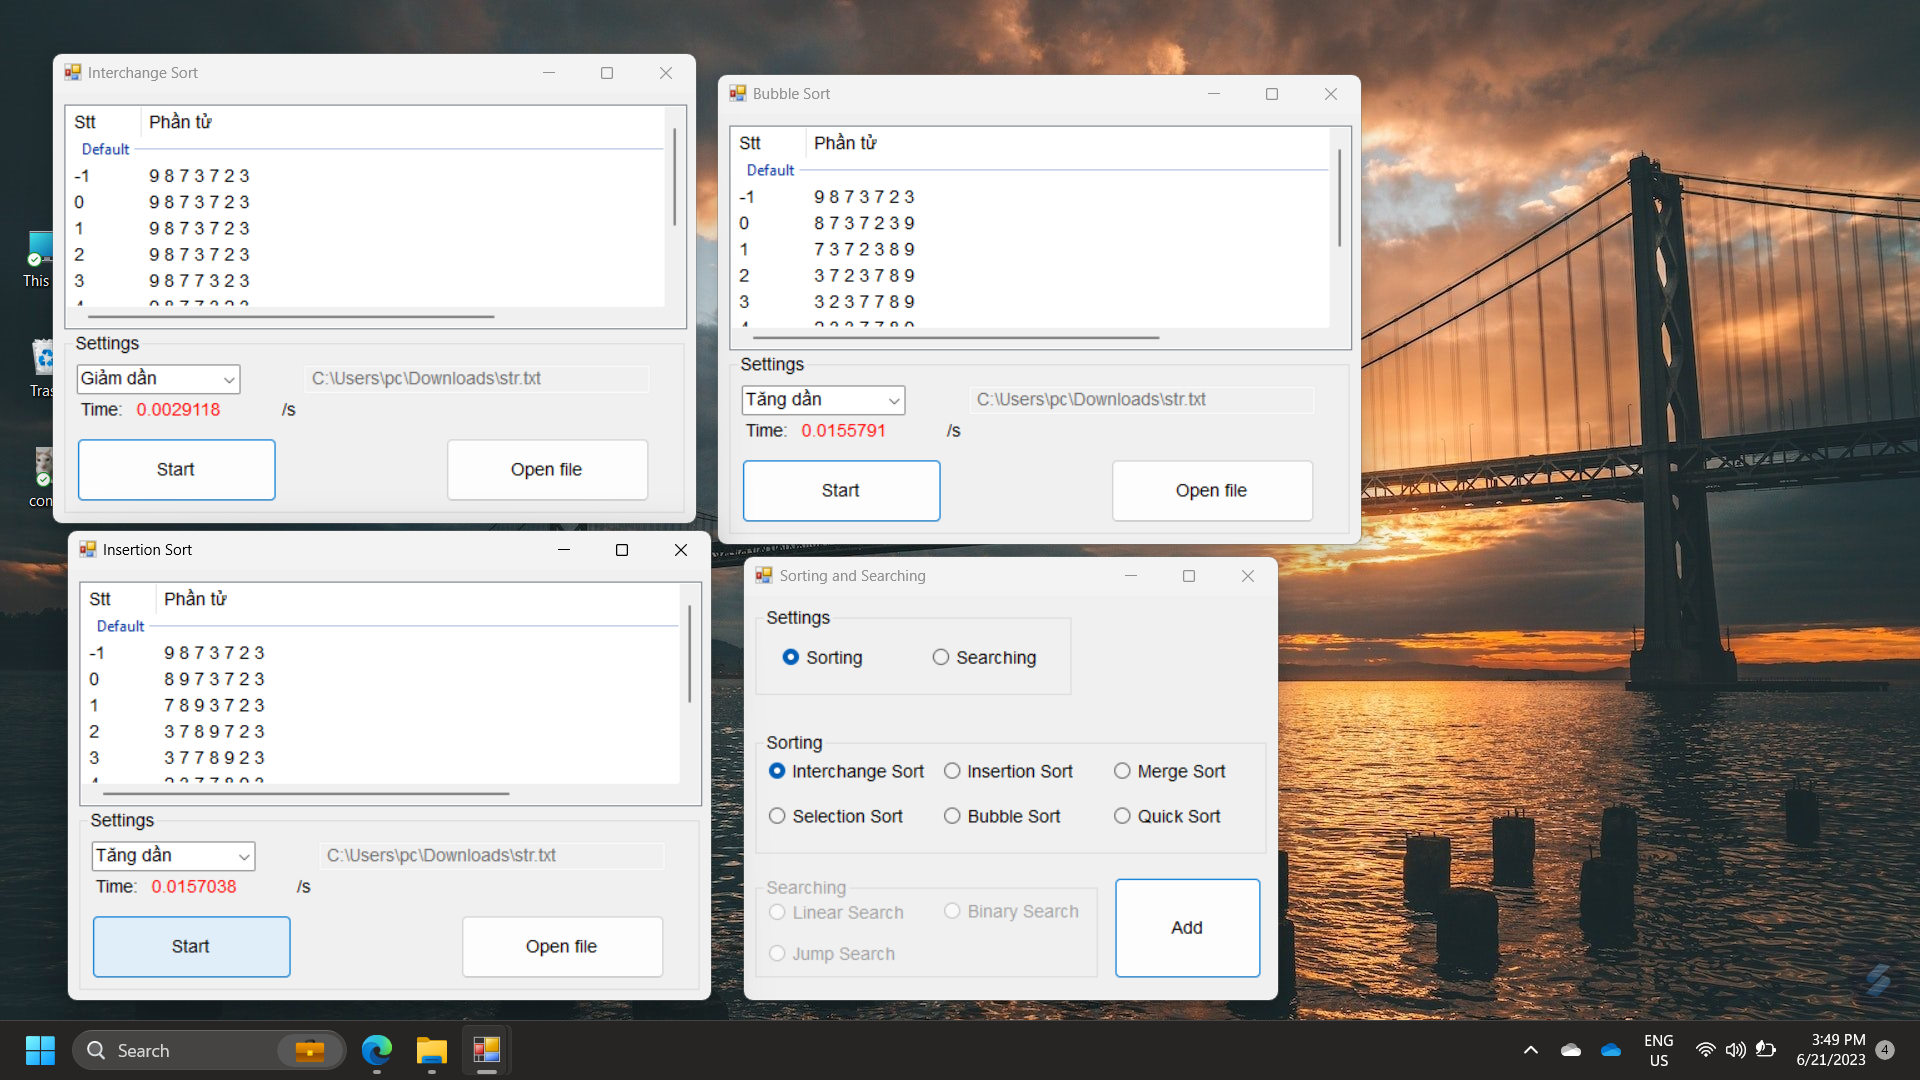 Interchange Sort
Stt Phần tử
Default
-1 9 8 7 3 7 2 3
0 9 8 7 3 7 2 3
1 9 8 7 3 7 2 3
2 9 8 7 3 7 2 3
3 9 8 7 7 3 2 3
Settings
Giảm dần
C:\Users\pc\Downloads\str.txt
Time: 0.0029118 /s
Start
Open file
Bubble Sort
Stt Phần tử
Default
-1 9 8 7 3 7 2 3
0 8 7 3 7 2 3 9
1 7 3 7 2 3 8 9
2 3 7 2 3 7 8 9
3 3 2 3 7 7 8 9
Settings
Tăng dần
C:\Users\pc\Downloads\str.txt
Time: 0.0155791 /s
Start
Open file
This
Tras
con
Insertion Sort
Stt Phần tử
Default
-1 9 8 7 3 7 2 3
0 8 9 7 3 7 2 3
1 7 8 9 3 7 2 3
2 3 7 8 9 7 2 3
3 3 7 7 8 9 2 3
Settings
Tăng dần
C:\Users\pc\Downloads\str.txt
Time: 0.0157038 /s
Start
Open file
Sorting and Searching
Settings
Sorting
Searching
Sorting
Interchange Sort
Insertion Sort
Merge Sort
Selection Sort
Bubble Sort
Quick Sort
Searching
Linear Search
Binary Search
Jump Search
Add
Search
ENG
US
3:49 PM
6/21/2023
4